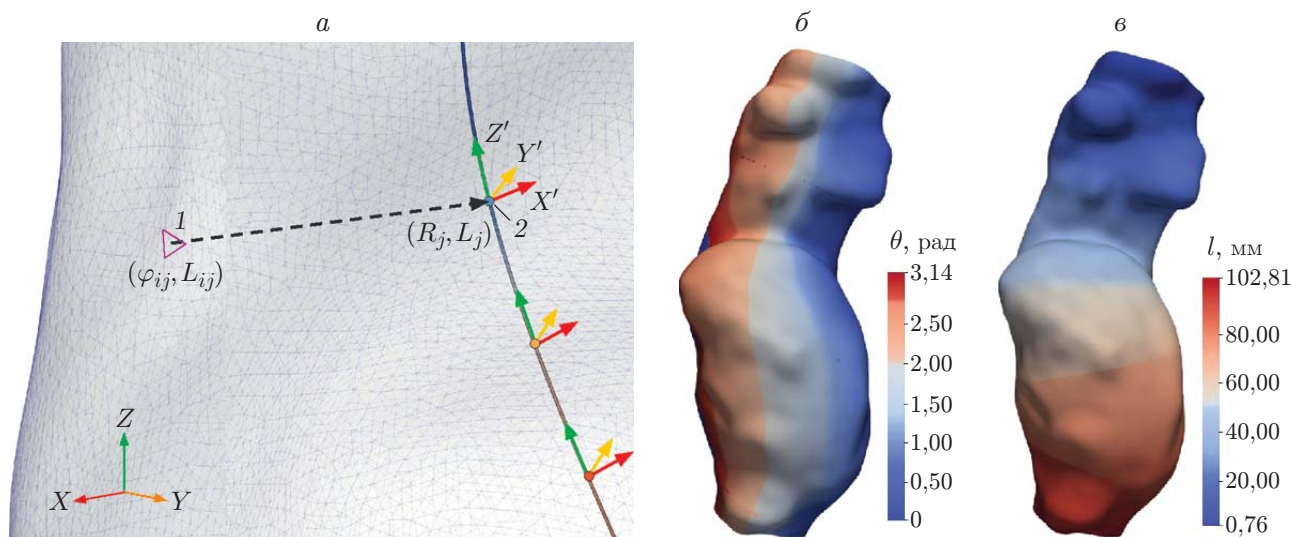 а
б
в
Z′
Y′
X′
1
2
(R_j, L_j)
(φ_ij, L_ij)
Z
X
Y
θ, рад
3,14
2,50
2,00
1,50
1,00
0,50
0
l, мм
102,81
80,00
60,00
40,00
20,00
0,76